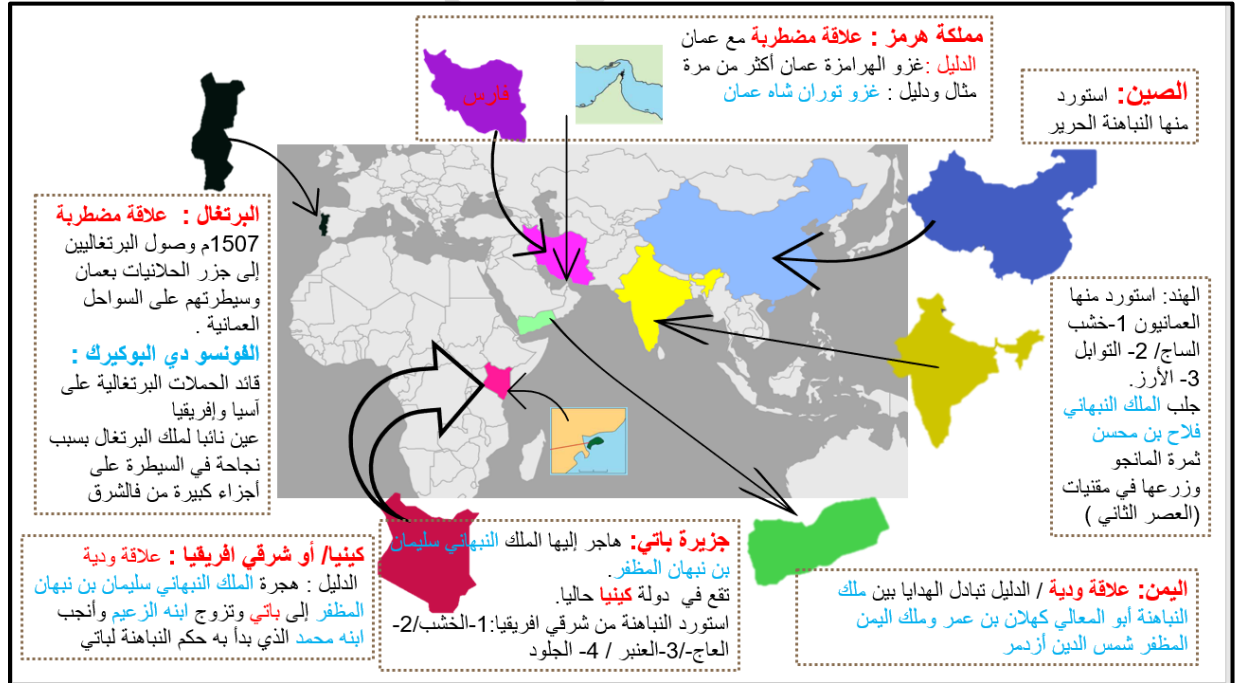 مملكة هرمز : علاقة مضطربة مع عمان
الدليل :غزو الهرامزة عمان أكثر من مرة
مثال ودليل : غزو توران شاه عمان
فارس
الصين: استورد
منها النباهنة الحرير
البرتغال : علاقة مضطربة
1507م وصول البرتغاليين
إلى جزر الحلانيات بعمان
وسيطرتهم على السواحل
العمانية .
الفونسو دي البوكيرك :
قائد الحملات البرتغالية على
آسيا وإفريقيا
عين نائبا لملك البرتغال بسبب
نجاحة في السيطرة على
أجزاء كبيرة من فالشرق
الهند: استورد منها
العمانيون 1-خشب
الساج/ 2- التوابل
3- الأرز.
جلب الملك النبهاني
فلاح بن محسن
ثمرة المانجو
وزرعها في مقنيات
(العصر الثاني )
كينيا/ أو شرقي افريقيا : علاقة ودية
الدليل : هجرة الملك النبهاني سليمان بن نبهان
المظفر إلى باتي وتزوج ابنه الزعيم وأنجب
ابنه محمد الذي بدأ به حكم النباهنة لباتي
جزيرة باتي: هاجر إليها الملك النبهاني سليمان
بن نبهان المظفر.
تقع في دولة كينيا حاليا.
استورد النباهنة من شرقي افريقيا:1-الخشب/2-
العاج-/3-العنبر / 4- الجلود
اليمن: علاقة ودية / الدليل تبادل الهدايا بين ملك
النباهنة أبو المعالي كهلان بن عمر وملك اليمن
المظفر شمس الدين أزدمر